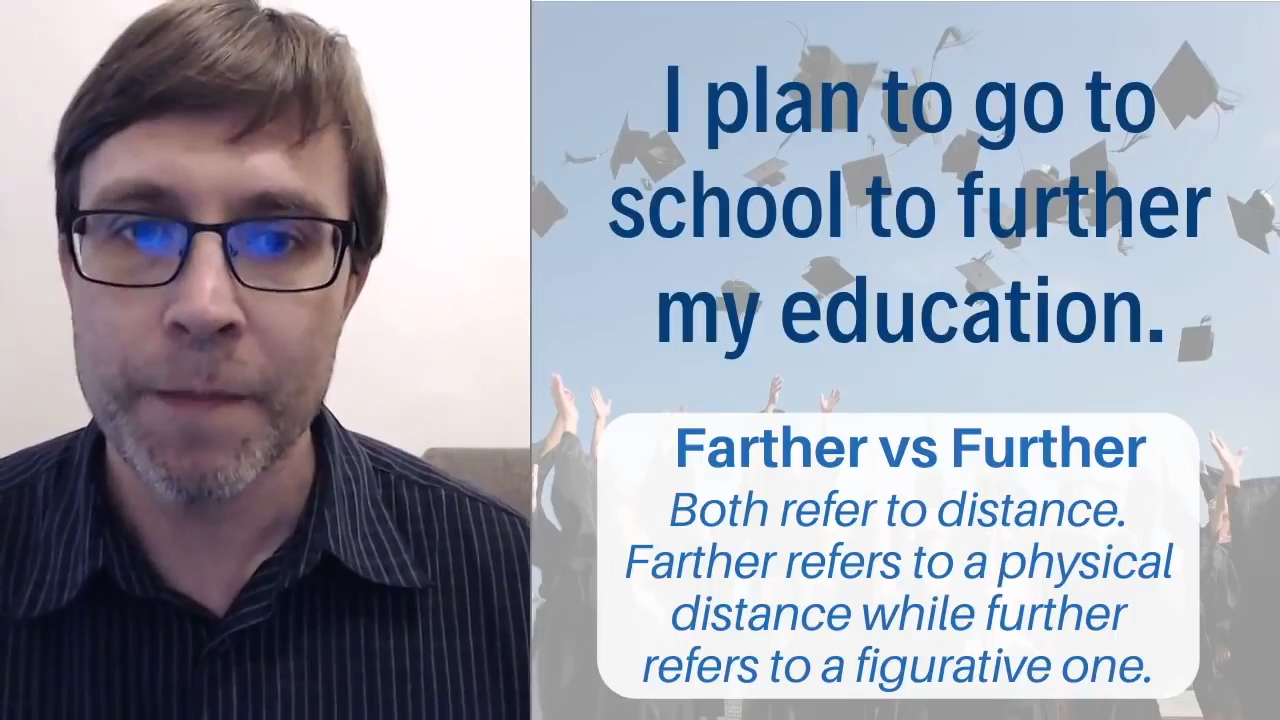 I plan to go to
school to further
my education.
Farther vs Further
Both refer to distance.
Farther refers to a physical
distance while further
refers to a figurative one.